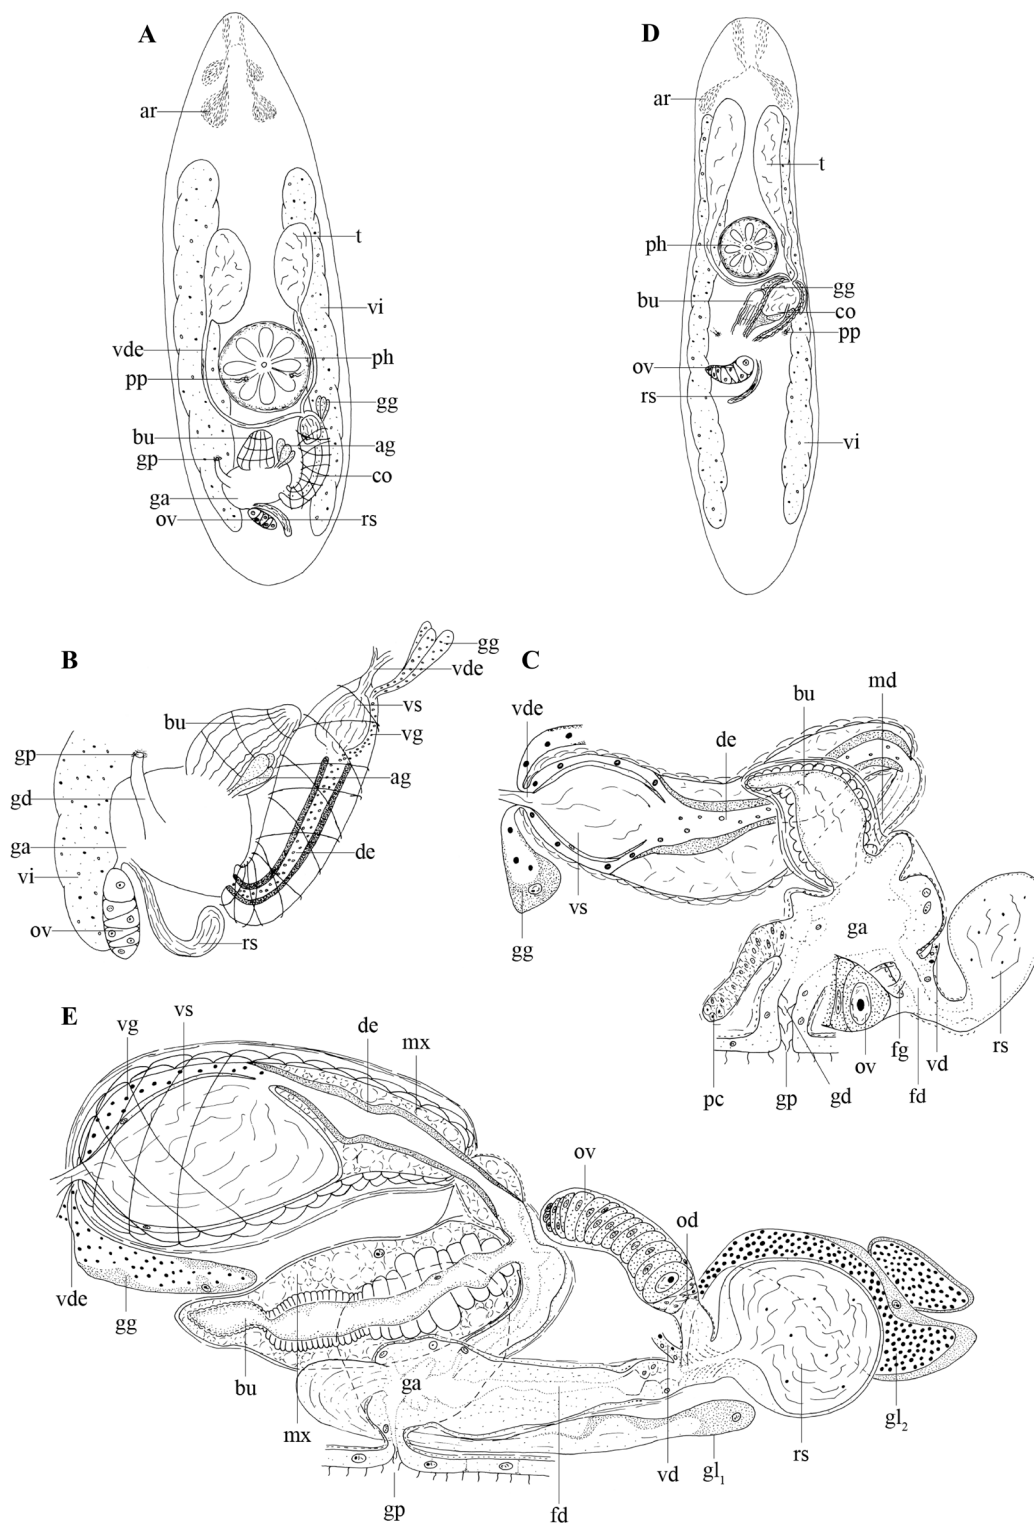 A
ar
t
vi
vde
ph
pp
gg
bu
ag
gp
co
ga
ov
rs
D
ar
t
ph
gg
bu
co
pp
ov
rs
vi
B
gg
vde
vs
bu
vg
gp
ag
gd
ga
de
vi
ov
rs
C
md
bu
vde
de
vs
ga
gg
rs
ov
fg
vd
pc
gp
gd
fd
E
vg
vs
de
mx
ov
od
vde
gg
bu
ga
mx
gl₂
rs
vd
gl₁
gp
fd